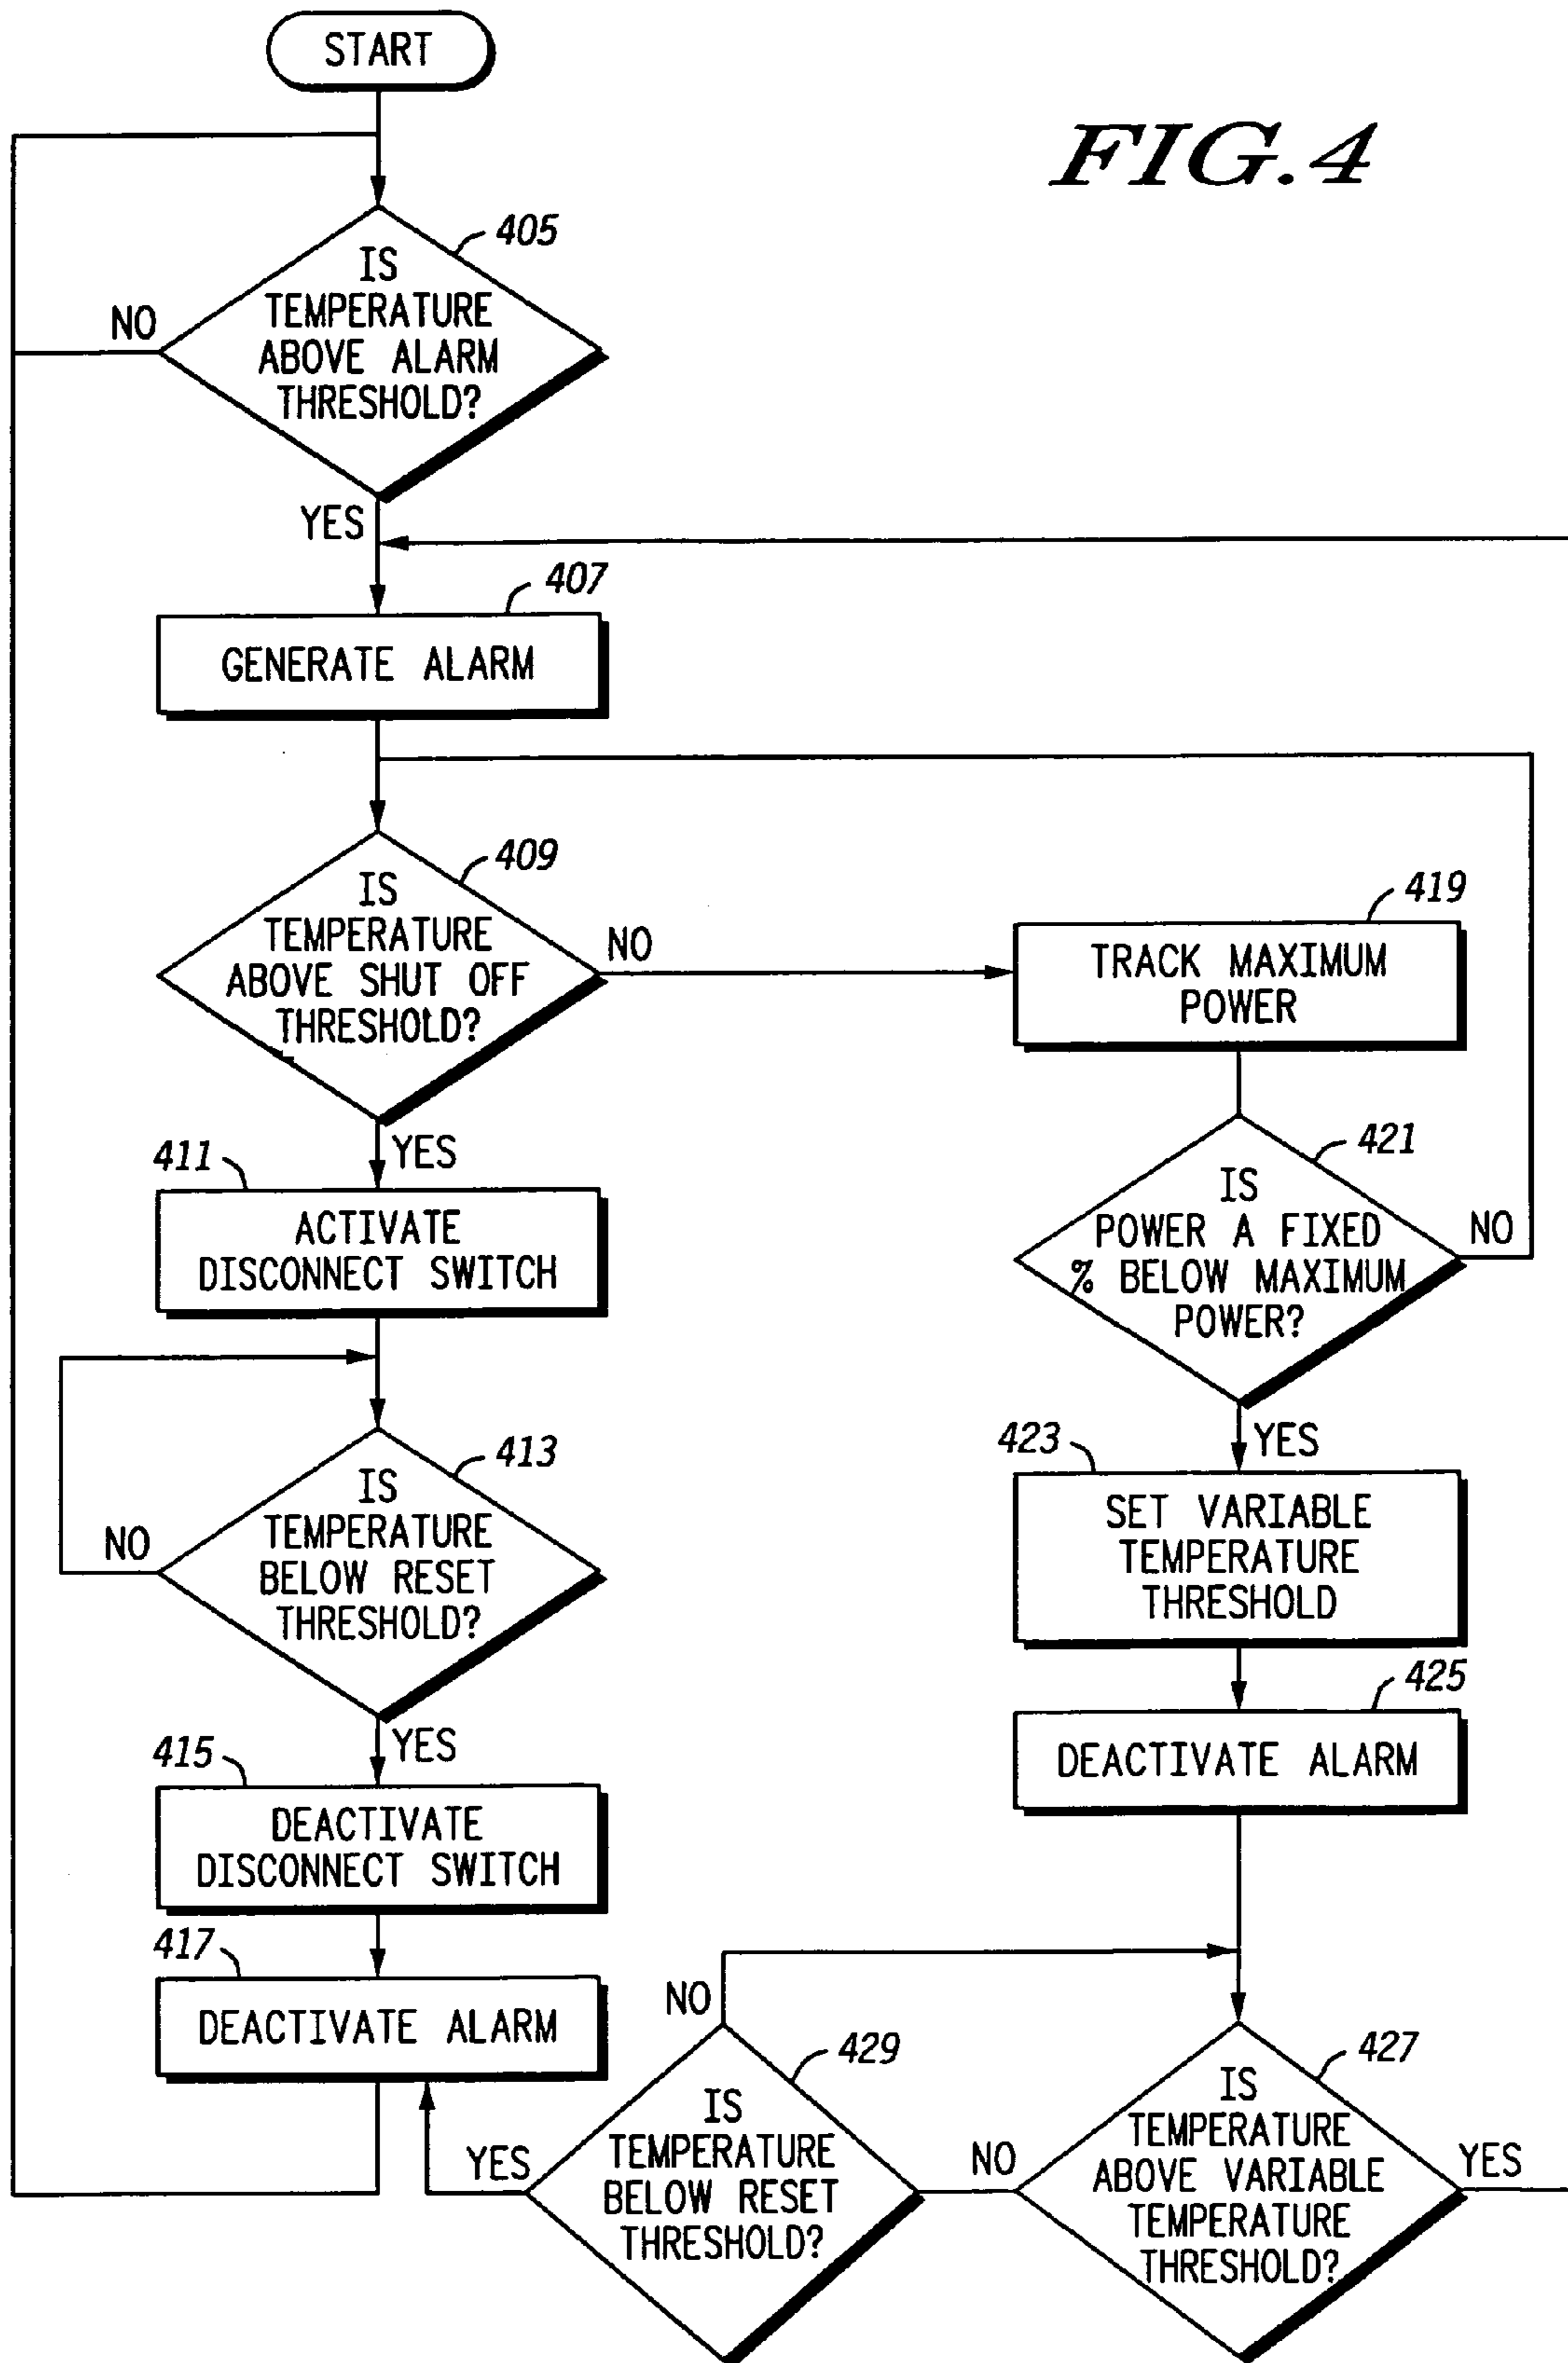 START
FIG.4
405
IS
TEMPERATURE
ABOVE ALARM
THRESHOLD?
NO
YES
407
GENERATE ALARM
409
IS
TEMPERATURE
ABOVE SHUT OFF
THRESHOLD?
NO
YES
419
TRACK MAXIMUM
POWER
421
IS
POWER A FIXED
% BELOW MAXIMUM
POWER?
NO
YES
411
ACTIVATE
DISCONNECT SWITCH
413
IS
TEMPERATURE
BELOW RESET
THRESHOLD?
NO
YES
423
SET VARIABLE
TEMPERATURE
THRESHOLD
425
DEACTIVATE ALARM
415
DEACTIVATE
DISCONNECT SWITCH
417
DEACTIVATE ALARM
NO
429
IS
TEMPERATURE
BELOW RESET
THRESHOLD?
YES
NO
427
IS
TEMPERATURE
ABOVE VARIABLE
TEMPERATURE
THRESHOLD?
YES